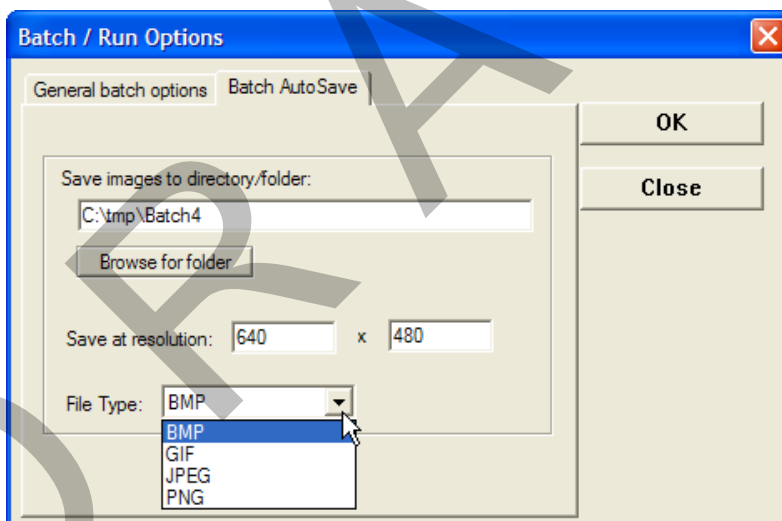 Batch / Run Options
General batch options
Batch AutoSave
OK
Close
Save images to directory/folder:
C:\tmp\Batch4
Browse for folder
Save at resolution: 640 x 480
File Type: BMP
BMP
GIF
JPEG
PNG